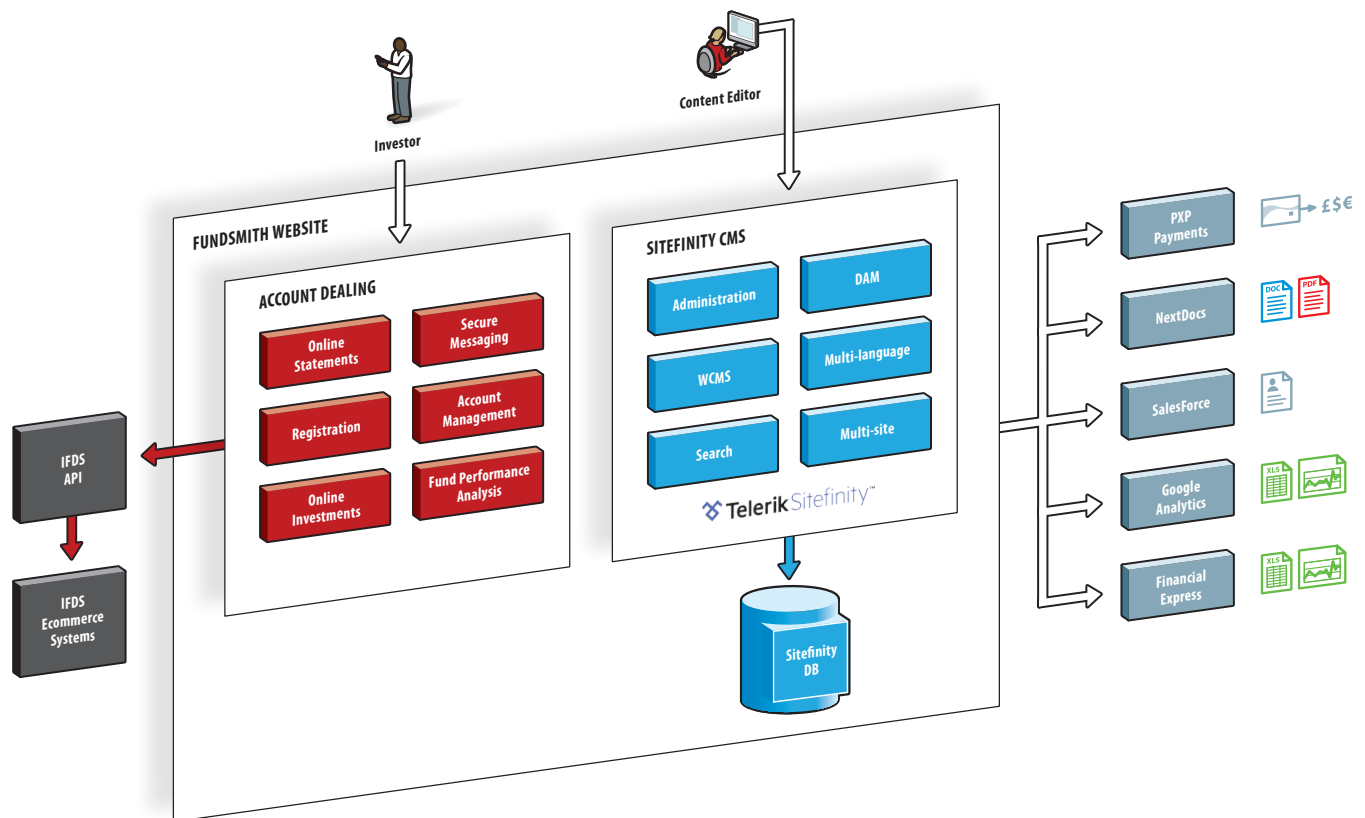 Investor
Content Editor
FUNDSMITH WEBSITE
ACCOUNT DEALING
Online
Statements
Secure
Messaging
Registration
Account
Management
Online
Investments
Fund Performance
Analysis
SITEFINITY CMS
Administration
DAM
WCMS
Multi-language
Search
Multi-site
Telerik Sitefinity™
Sitefinity
DB
IFDS
API
IFDS
Ecommerce
Systems
PXP
Payments
£$€
NextDocs
DOC
PDF
SalesForce
Google
Analytics
XLS
Financial
Express
XLS